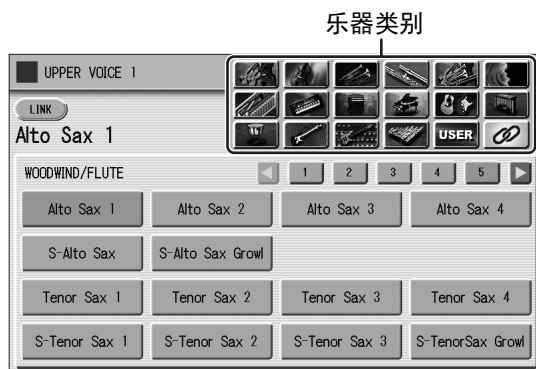 乐器类别
UPPER VOICE 1
LINK
Alto Sax 1
USER
WOODWIND/FLUTE
1 2 3 4 5
Alto Sax 1 Alto Sax 2 Alto Sax 3 Alto Sax 4
S-Alto Sax S-Alto Sax Growl
Tenor Sax 1 Tenor Sax 2 Tenor Sax 3 Tenor Sax 4
S-Tenor Sax 1 S-Tenor Sax 2 S-Tenor Sax 3 S-TenorSax Growl